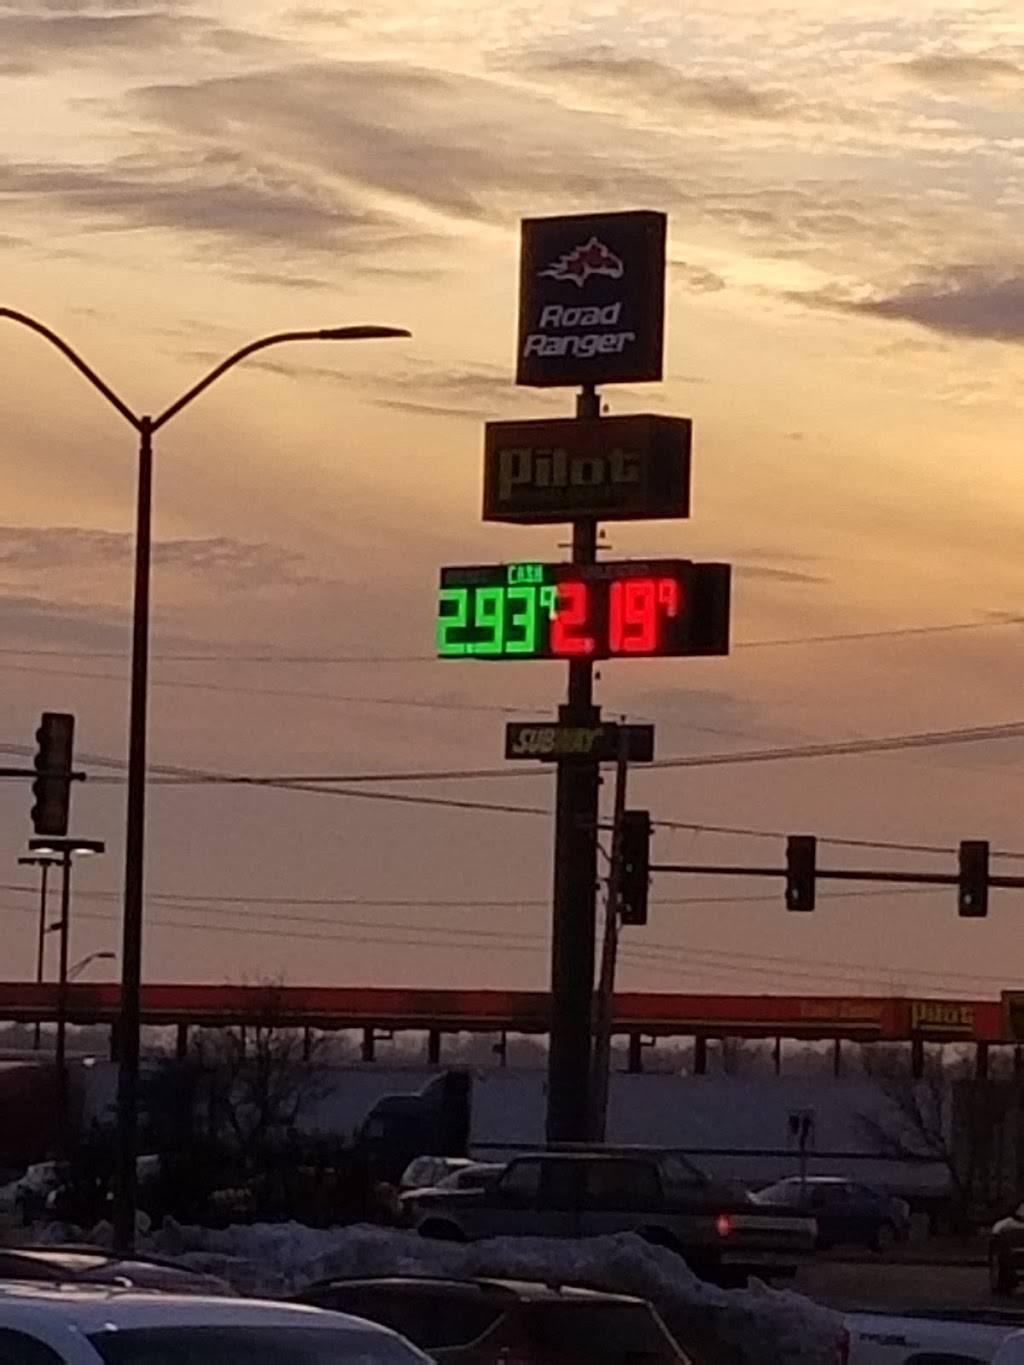 Road
Ranger
Pilot
CASH
2.93⁹ 2.19⁹
SUBWAY
Pilot